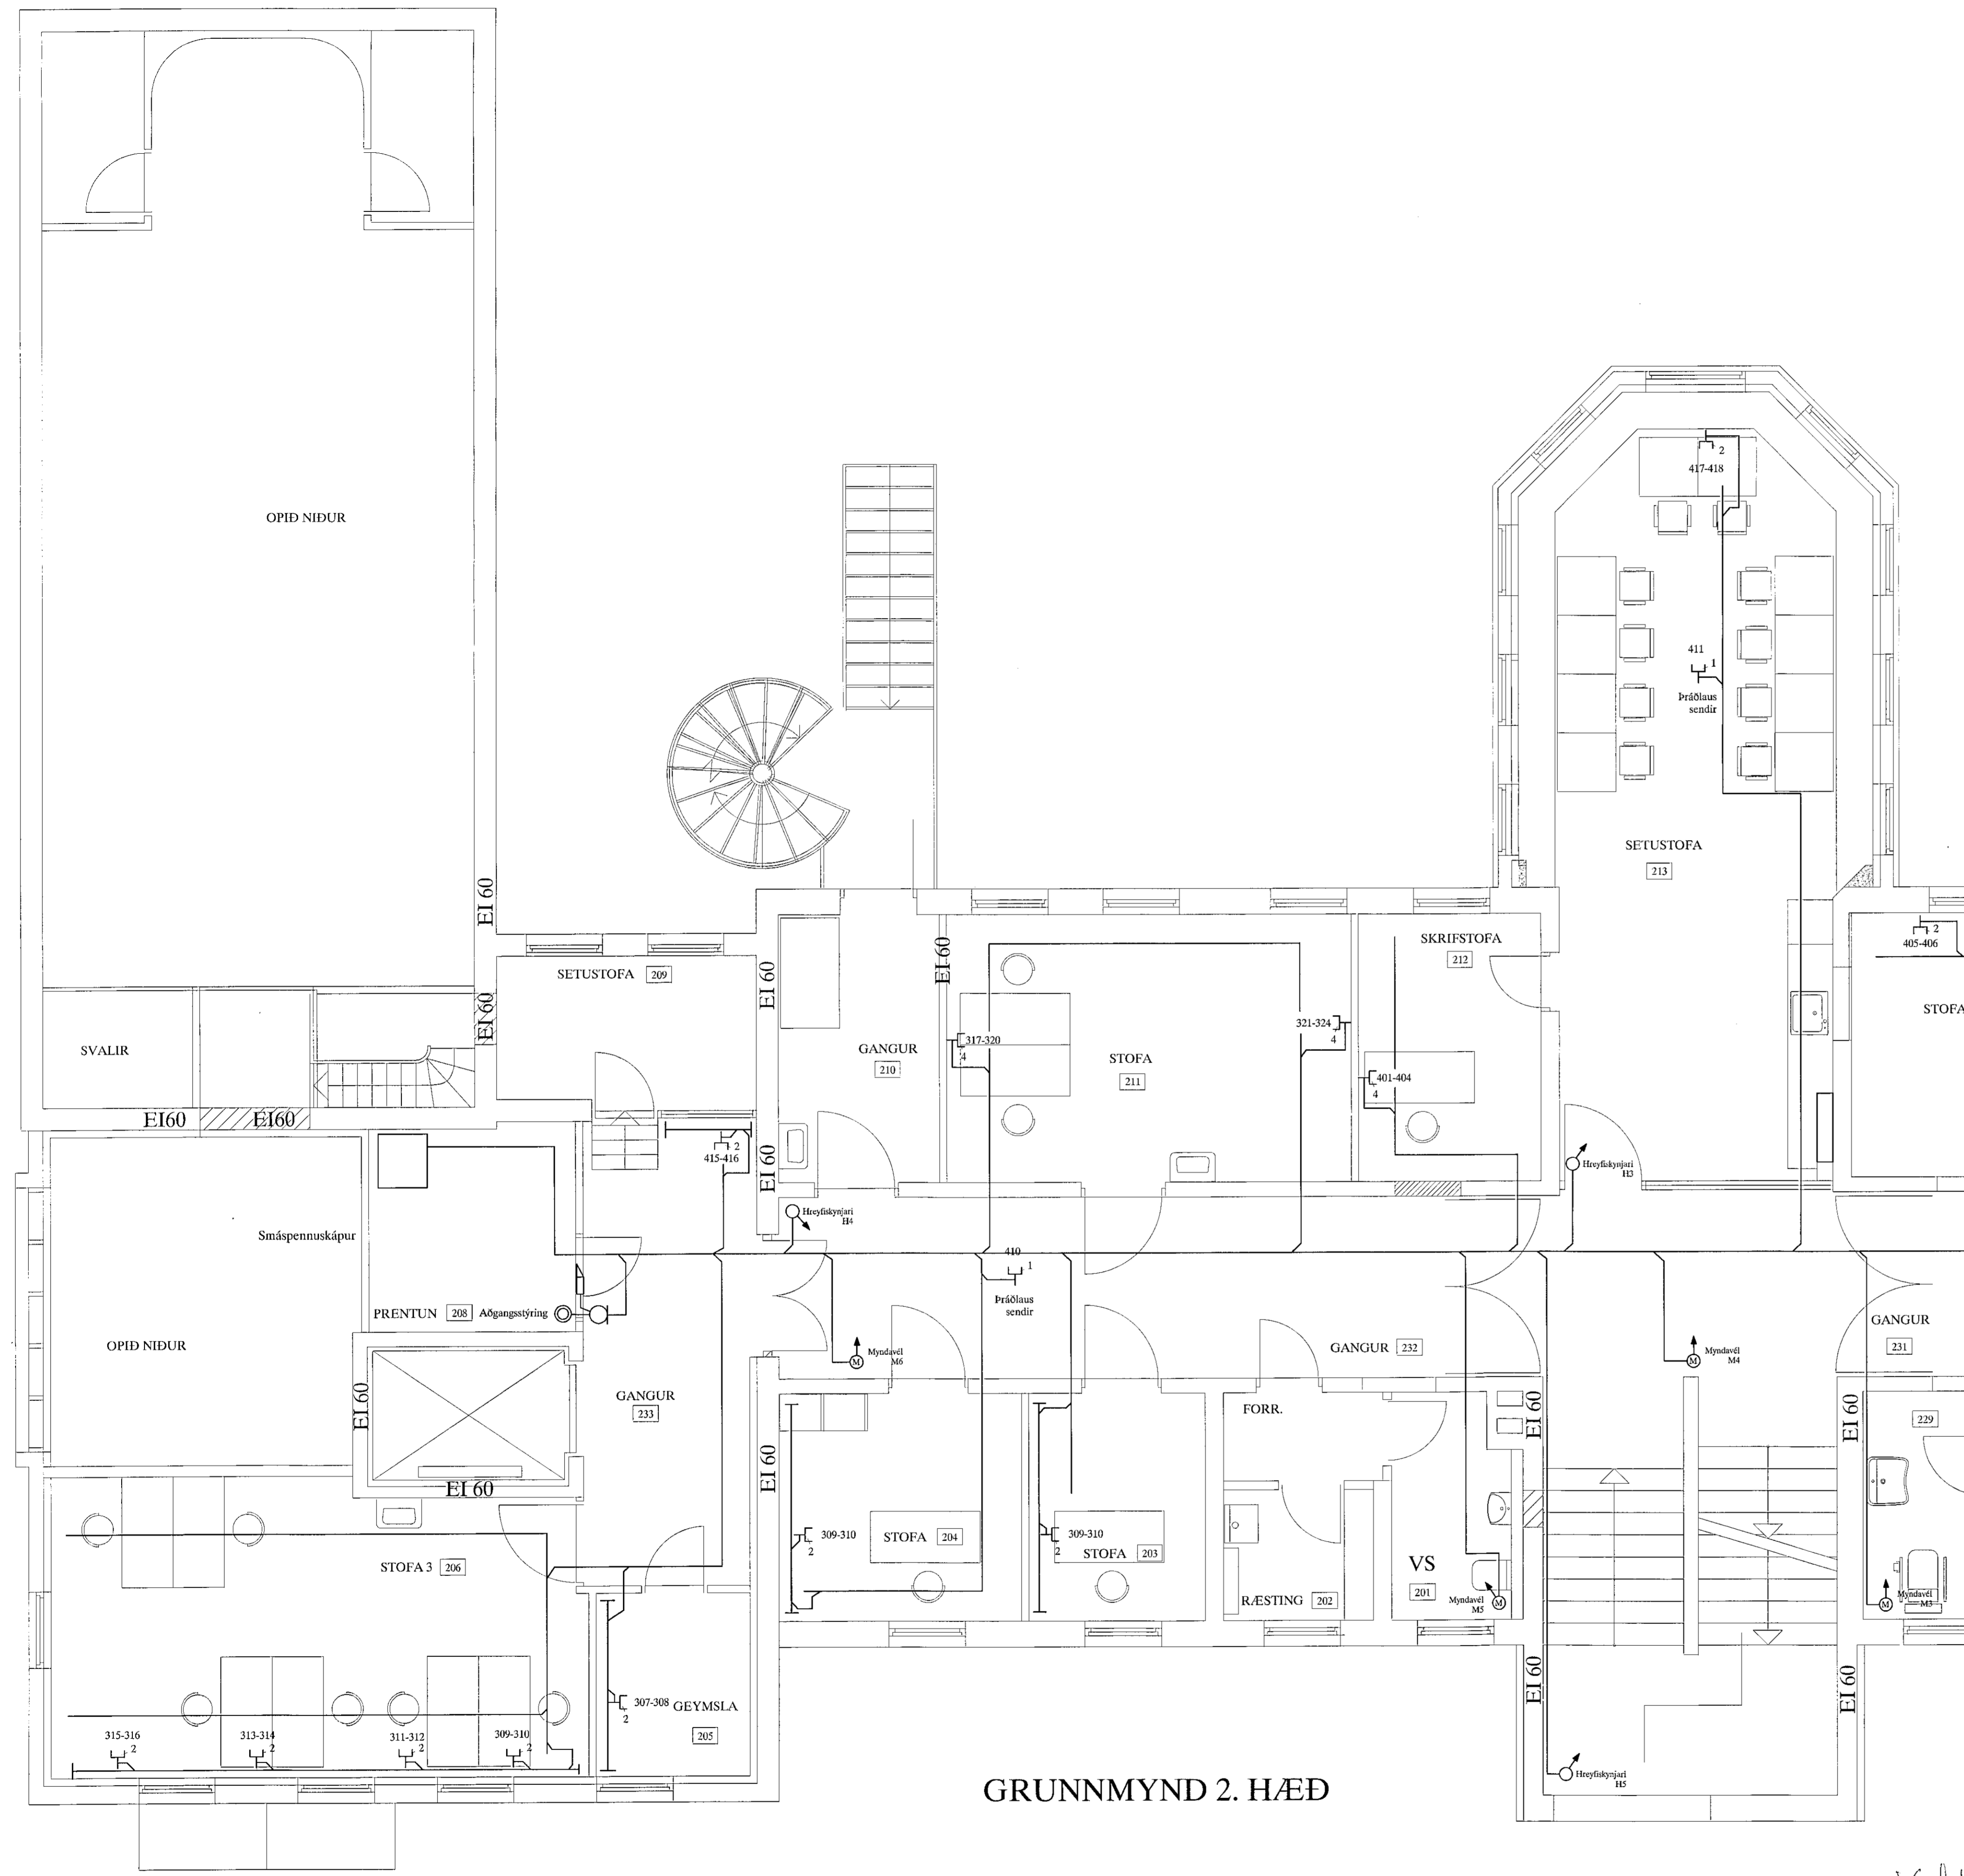 2
417-418
OPIÐ NIÐUR
411
1
Þráðlaus
sendir
SETUSTOFA
213
EI 60
SKRIFSTOFA
212
2
405-406
EI 60
EI 60
SETUSTOFA 209
EI 60
STOFA
321-324
4
317-320
4
GANGUR
210
STOFA
211
SVALIR
401-404
4
EI60
EI60
2
415-416
EI 60
Hreyfiskynjari
H3
Hreyfiskynjari
H4
Smáspennuskápur
410
1
Þráðlaus
sendir
PRENTUN 208 Aðgangsstýring
OPIÐ NIÐUR
Myndavél
M6
M
GANGUR 232
Myndavél
M4
M
GANGUR
231
GANGUR
233
EI 60
FORR.
EI 60
EI 60
229
EI 60
EI 60
309-310
2
STOFA 204
309-310
2
STOFA 203
STOFA 3 206
VS
201
RÆSTING 202
Myndavél
M5
M
Myndavél
M3
M
EI 60
EI 60
307-308
2
GEYMSLA
205
315-316
2
313-314
2
311-312
2
309-310
2
Hreyfiskynjari
H5
GRUNNMYND 2. HÆÐ